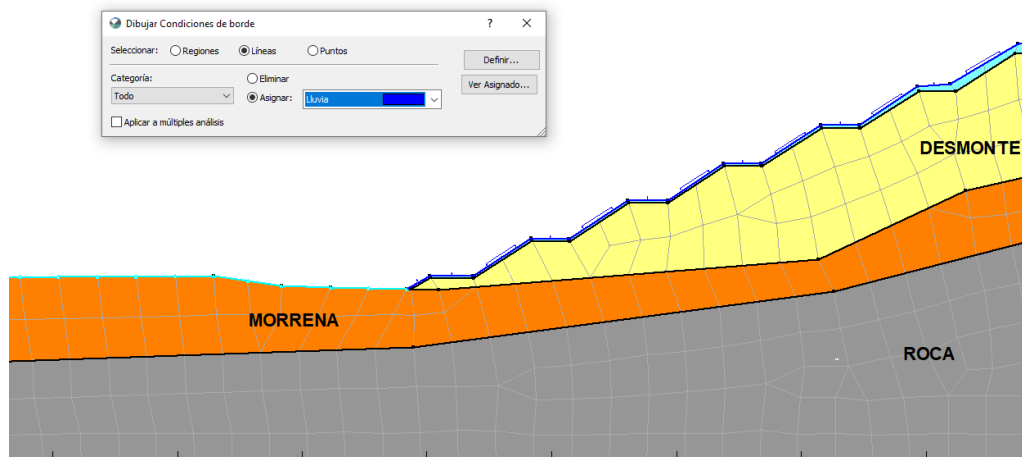 Dibujar Condiciones de borde ? ×
Seleccionar: Regiones Líneas Puntos
Definir...
Categoría: Eliminar
Ver Asignado...
Todo Asignar: Lluvia
Aplicar a múltiples análisis
DESMONTE
MORRENA
ROCA